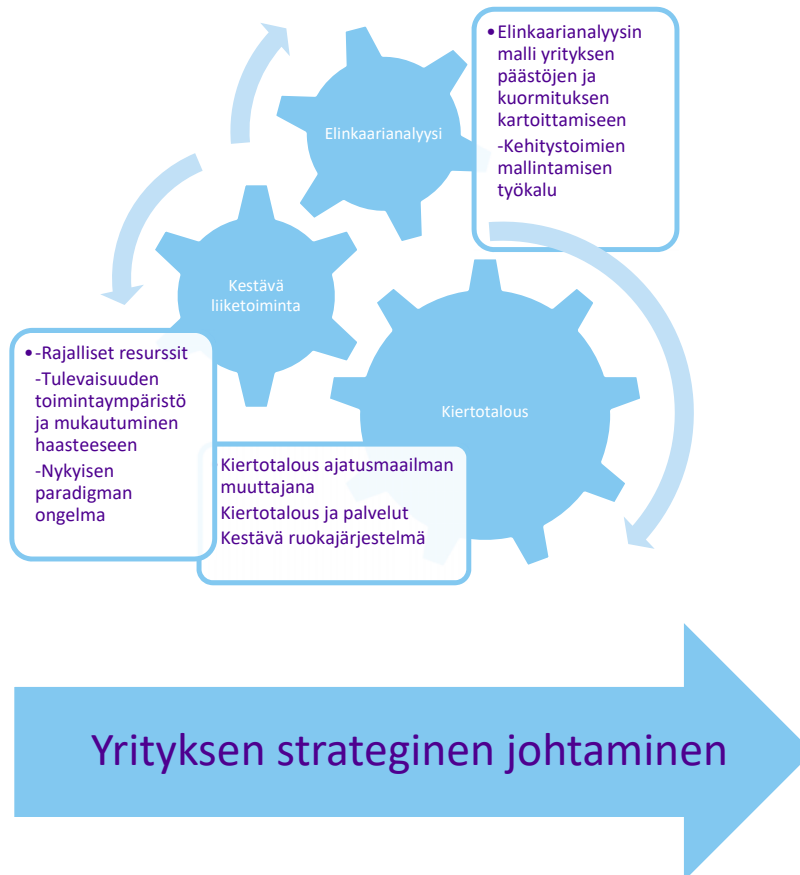 Elinkaarianalyysi
•Elinkaarianalyysin
malli yrityksen
päästöjen ja
kuormituksen
kartoittamiseen
-Kehitystoimien
mallintamisen
työkalu
Kestävä
liiketoiminta
•-Rajalliset resurssit
-Tulevaisuuden
toimintaympäristö
ja mukautuminen
haasteeseen
-Nykyisen
paradigman
ongelma
Kiertotalous
Kiertotalous ajatusmaailman
muuttajana
Kiertotalous ja palvelut
Kestävä ruokajärjestelmä
Yrityksen strateginen johtaminen